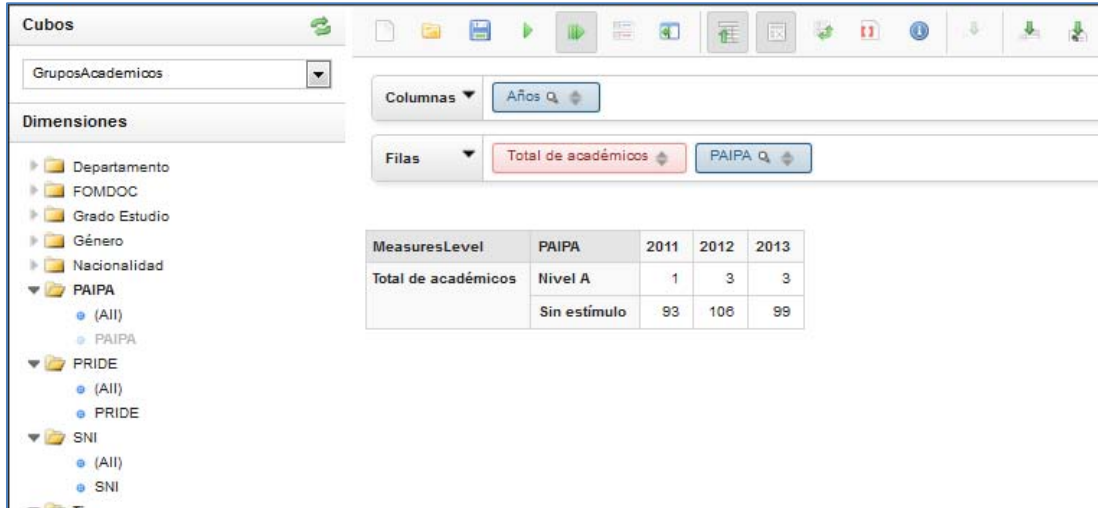 Cubos
GruposAcademicos
Dimensiones
Departamento
FOMDOC
Grado Estudio
Género
Nacionalidad
PAIPA
(All)
PAIPA
PRIDE
(All)
PRIDE
SNI
(All)
SNI
Columnas Años
Filas Total de académicos PAIPA
MeasuresLevel PAIPA 2011 2012 2013
Total de académicos Nivel A 1 3 3
Sin estímulo 93 106 99